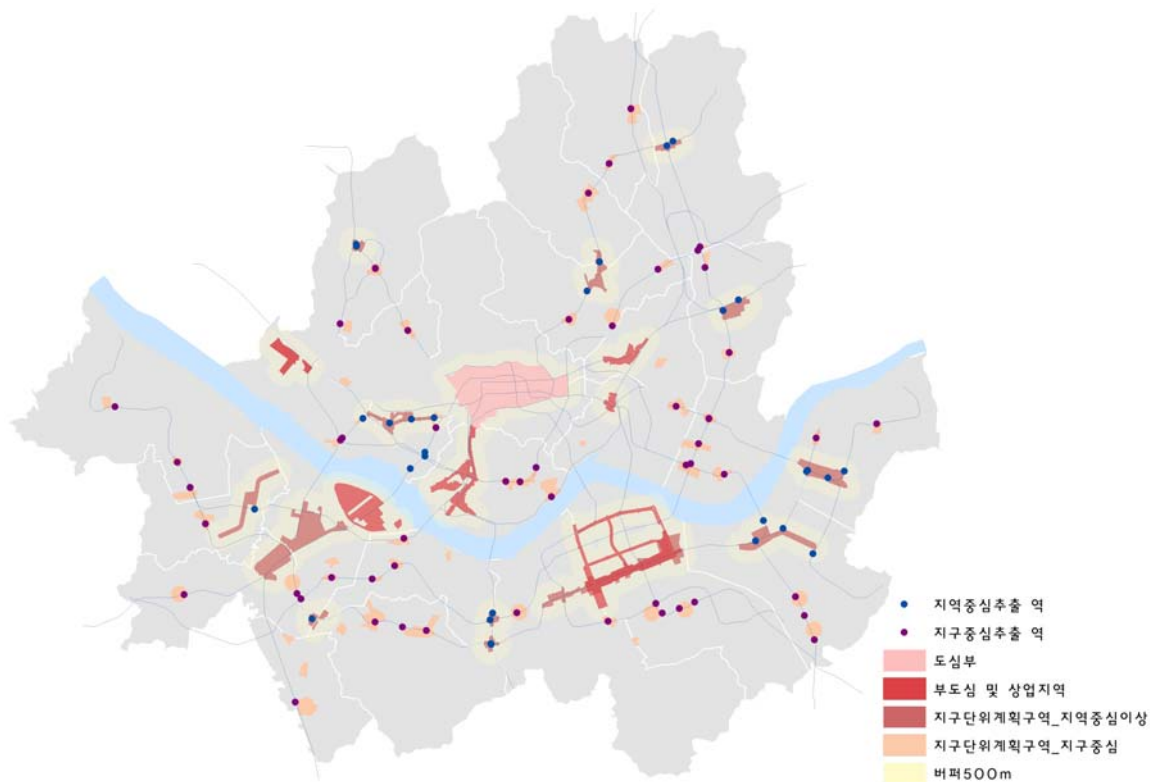 지역중심추출 역
지구중심추출 역
도심부
부도심 및 상업지역
지구단위계획구역_지역중심이상
지구단위계획구역_지구중심
버퍼500m